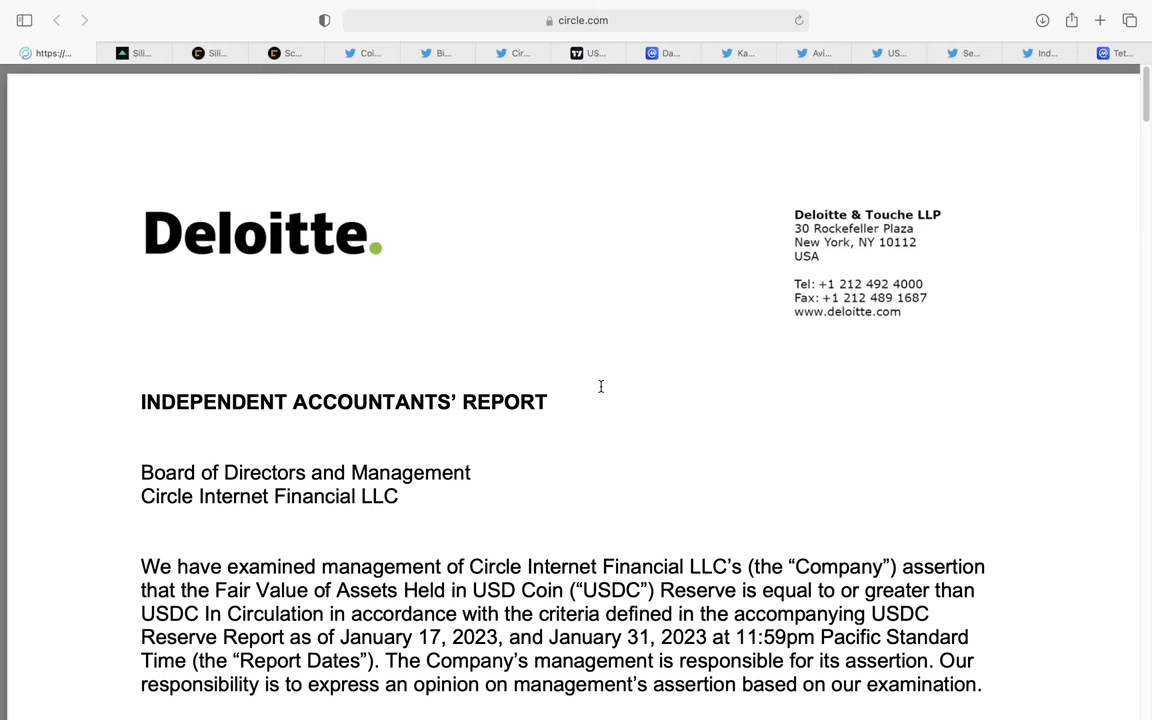 circle.com
https://...
Sili...
Sili...
Sc...
Coi...
Bi...
Cir...
US...
Da...
Ka...
Avi...
US...
Se...
Ind...
Tet...
Deloitte.
Deloitte & Touche LLP
30 Rockefeller Plaza
New York, NY 10112
USA
Tel: +1 212 492 4000
Fax: +1 212 489 1687
www.deloitte.com
INDEPENDENT ACCOUNTANTS’ REPORT
Board of Directors and Management
Circle Internet Financial LLC
We have examined management of Circle Internet Financial LLC’s (the “Company”) assertion
that the Fair Value of Assets Held in USD Coin (“USDC”) Reserve is equal to or greater than
USDC In Circulation in accordance with the criteria defined in the accompanying USDC
Reserve Report as of January 17, 2023, and January 31, 2023 at 11:59pm Pacific Standard
Time (the “Report Dates”). The Company’s management is responsible for its assertion. Our
responsibility is to express an opinion on management’s assertion based on our examination.